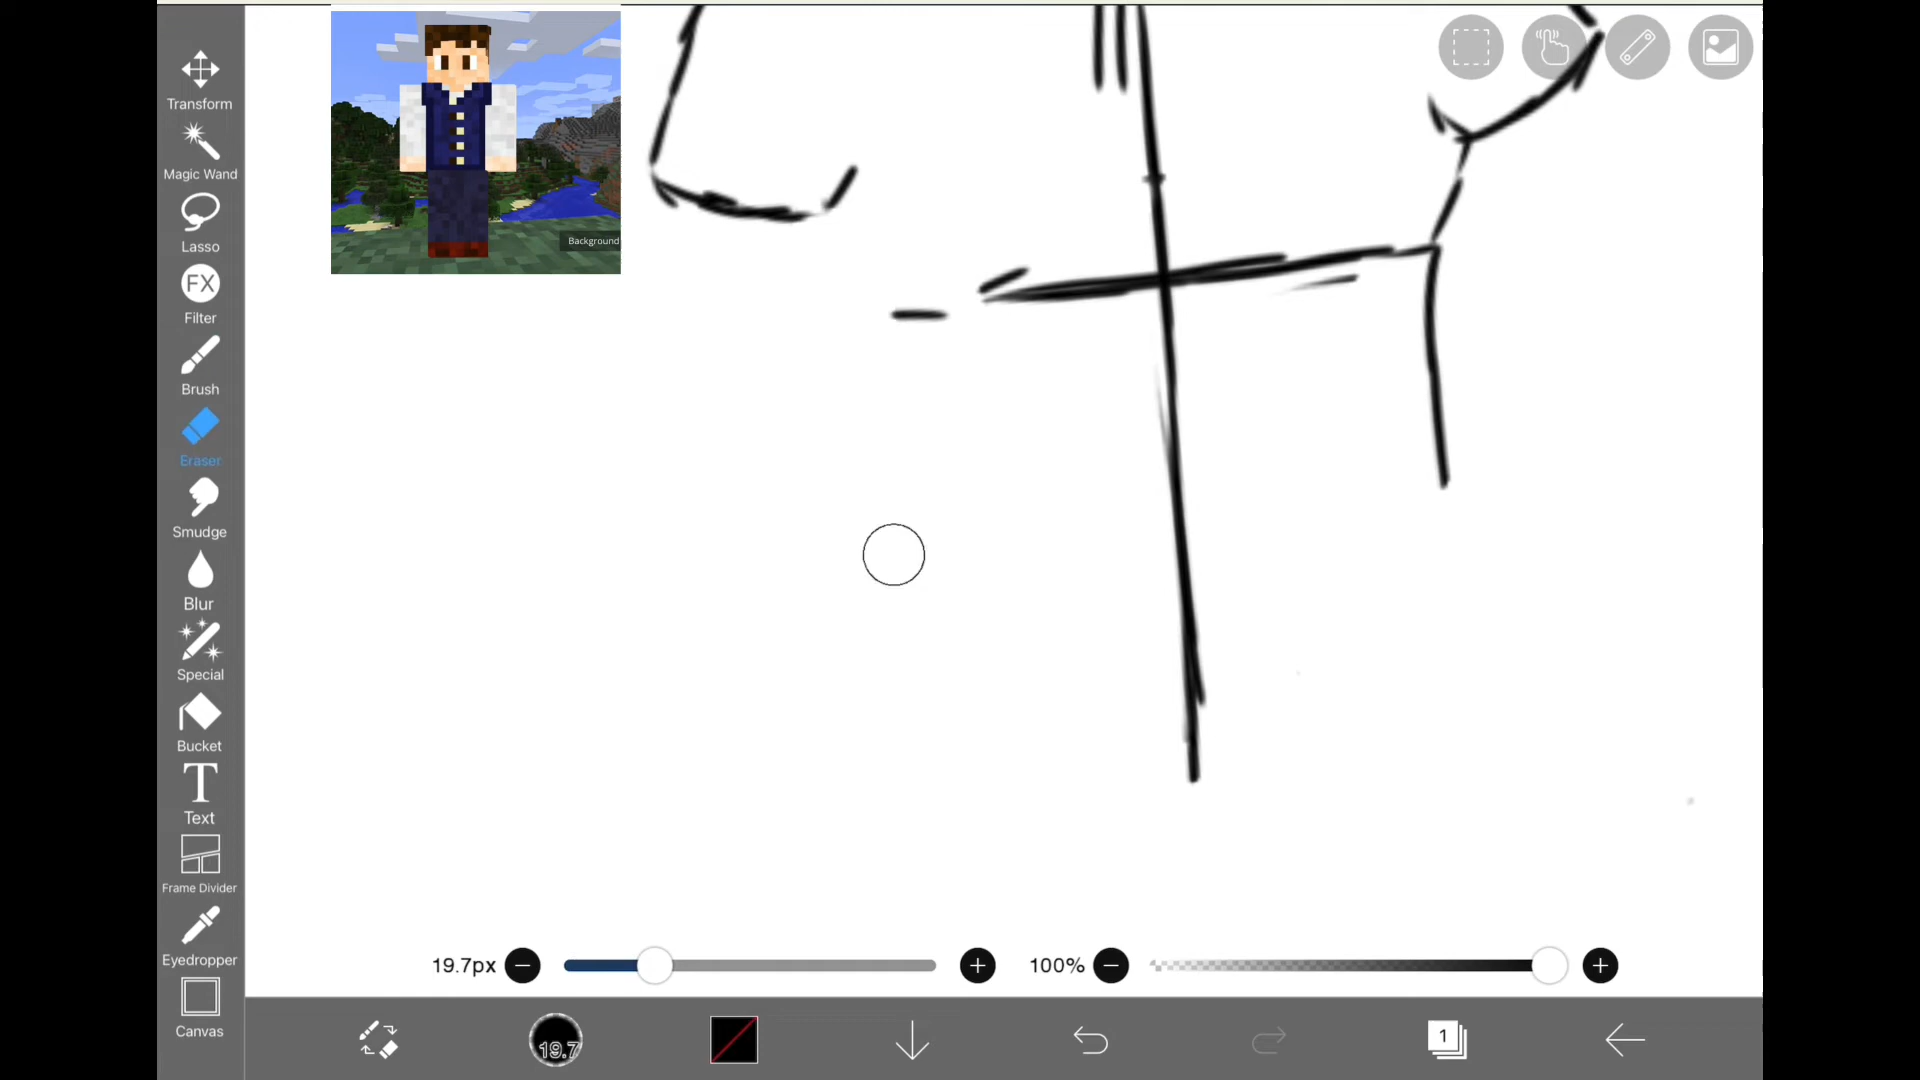 Transform
Magic Wand
Lasso
FX
Filter
Brush
Eraser
Smudge
Blur
Special
Bucket
T
Text
Frame Divider
Eyedropper
Canvas
Background
19.7px
100%
19.7
1